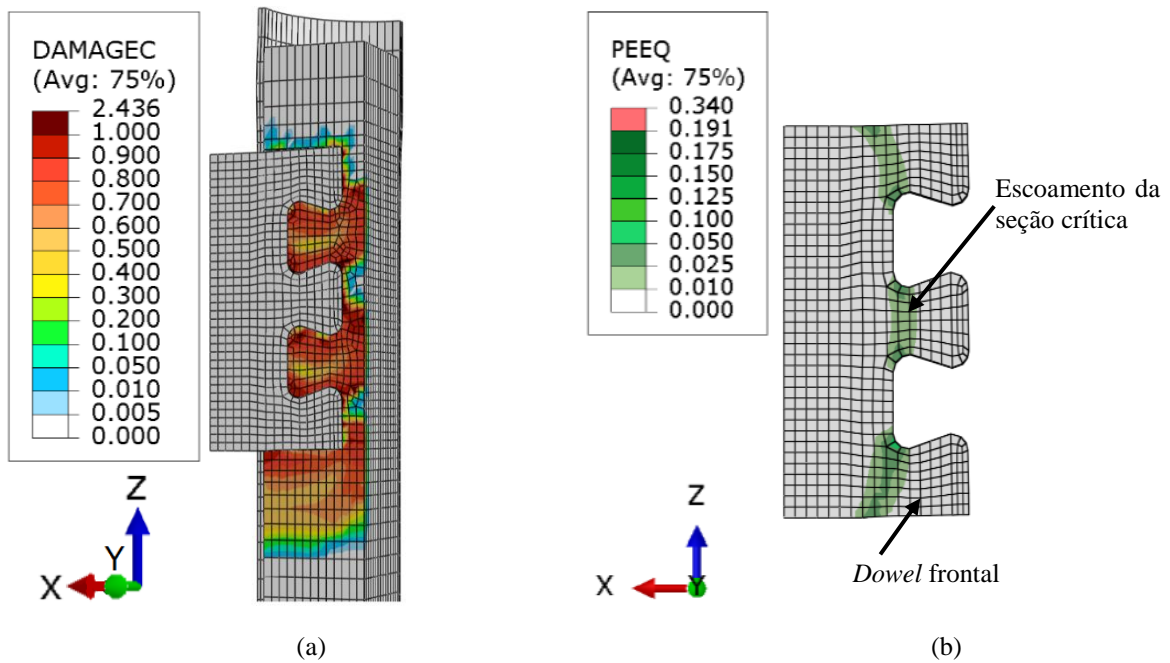 DAMAGEC
(Avg: 75%)
2.436
1.000
0.900
0.800
0.700
0.600
0.500
0.400
0.300
0.200
0.100
0.050
0.010
0.005
0.000
Z
Y
X
(a)
PEEQ
(Avg: 75%)
0.340
0.191
0.175
0.150
0.125
0.100
0.050
0.025
0.010
0.000
Escoamento da
seção crítica
Dowel frontal
Z
X
Y
(b)